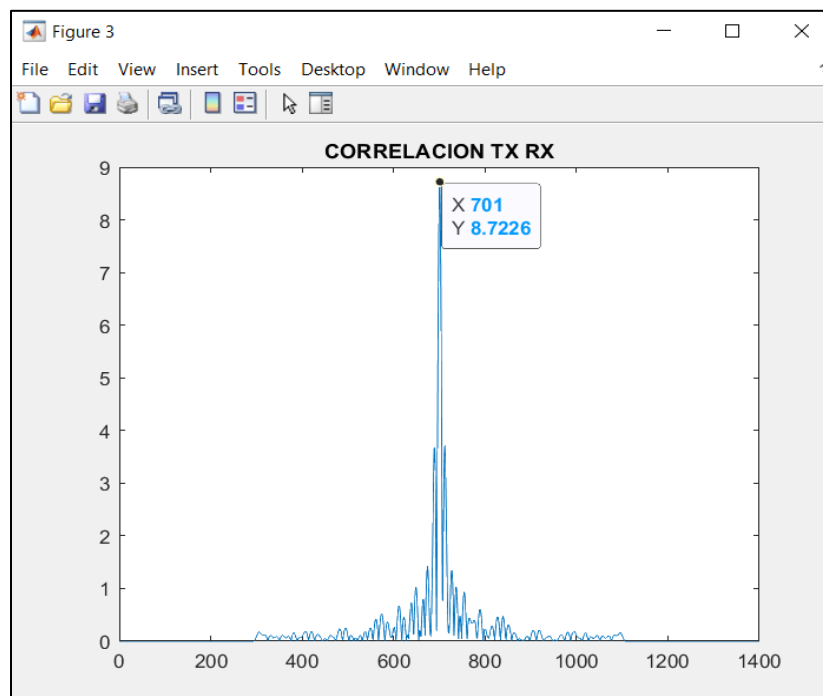 Figure 3
File Edit View Insert Tools Desktop Window Help
CORRELACION TX RX
9
X 701
Y 8.7226
8
7
6
5
4
3
2
1
0
0 200 400 600 800 1000 1200 1400